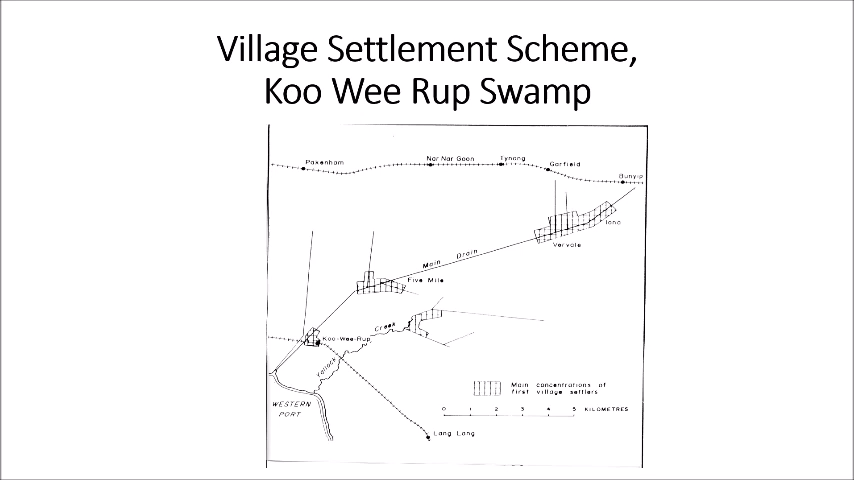 Village Settlement Scheme,
Koo Wee Rup Swamp
Pakenham
Nar Nar Goon
Tynong
Garfield
Bunyip
Iona
Vervale
Main Drain
Five Mile
Creek
Koo-Wee-Rup
Yallock
Main concentrations of
first village settlers
WESTERN
PORT
0 1 2 3 4 5 KILOMETRES
Lang Lang